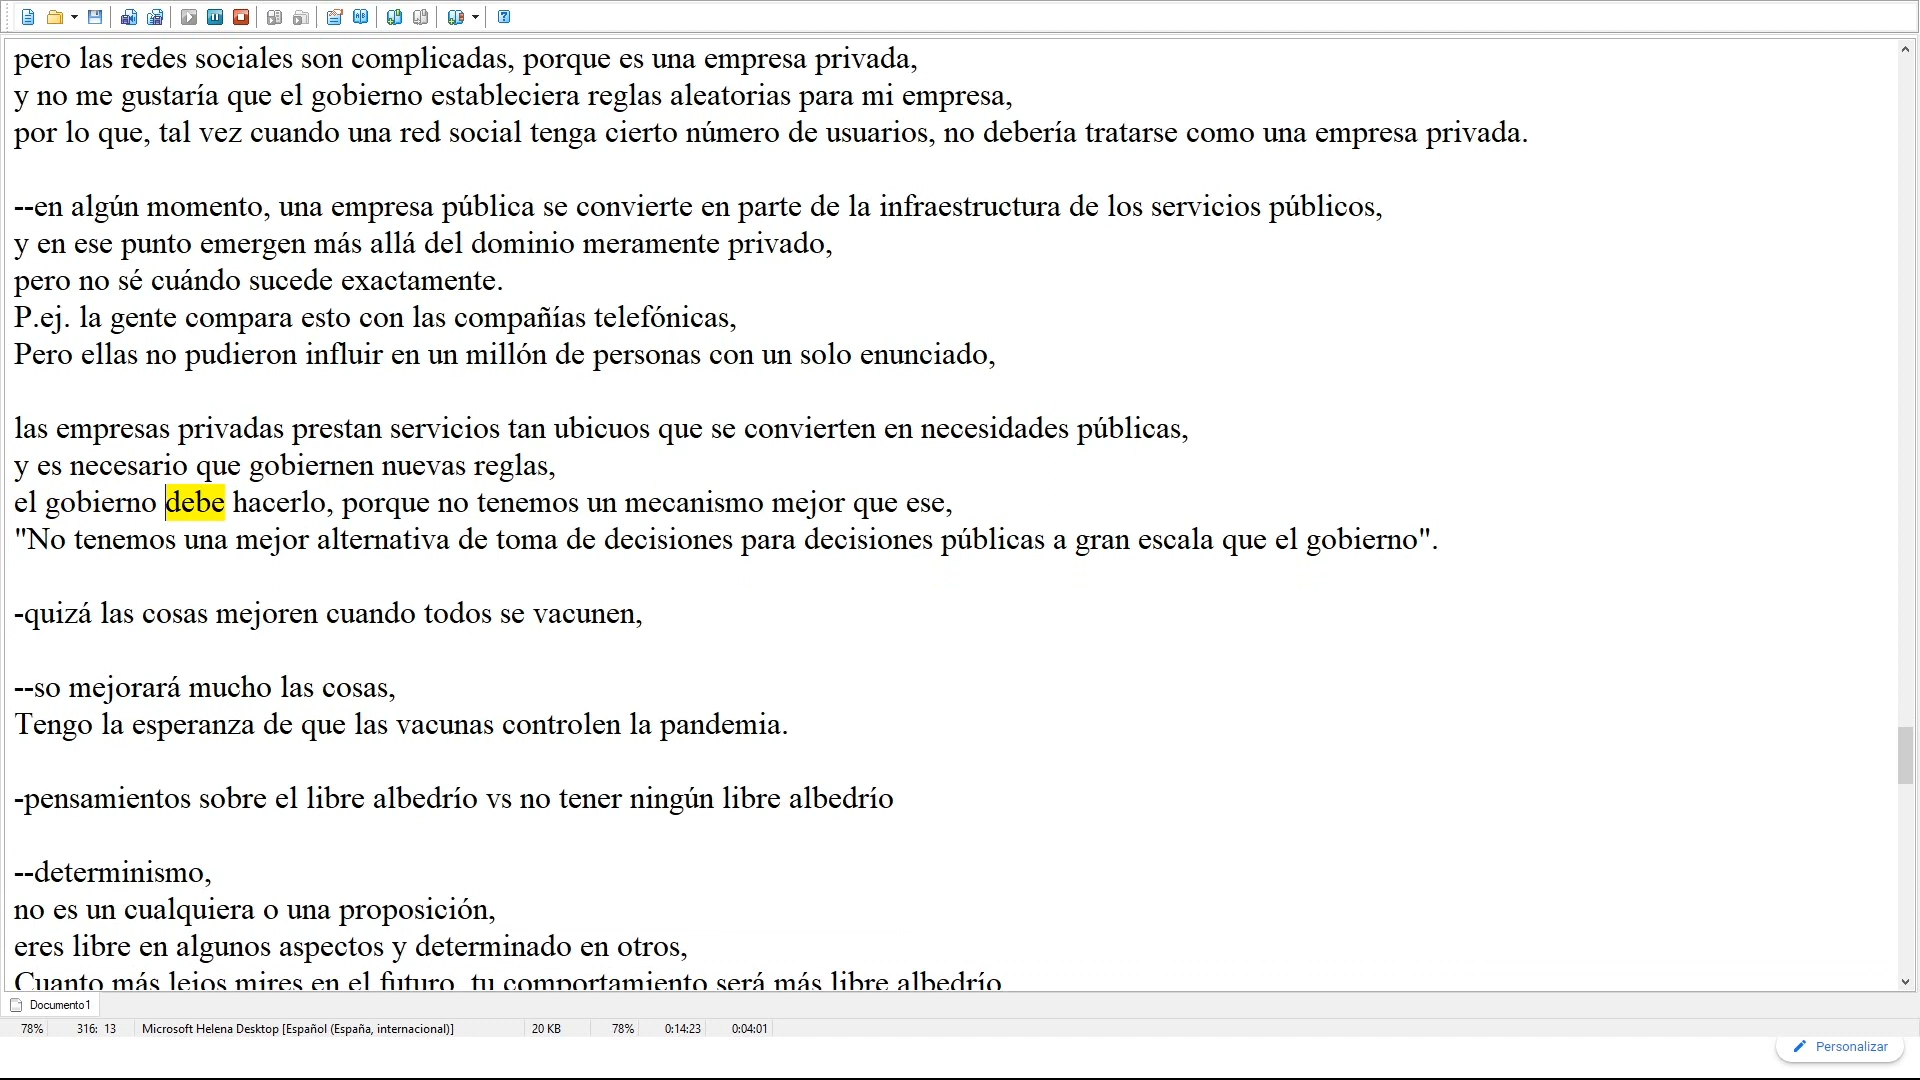 pero las redes sociales son complicadas, porque es una empresa privada,
y no me gustaría que el gobierno estableciera reglas aleatorias para mi empresa,
por lo que, tal vez cuando una red social tenga cierto número de usuarios, no debería tratarse como una empresa privada.
--en algún momento, una empresa pública se convierte en parte de la infraestructura de los servicios públicos,
y en ese punto emergen más allá del dominio meramente privado,
pero no sé cuándo sucede exactamente.
P.ej. la gente compara esto con las compañías telefónicas,
Pero ellas no pudieron influir en un millón de personas con un solo enunciado,
las empresas privadas prestan servicios tan ubicuos que se convierten en necesidades públicas,
y es necesario que gobiernen nuevas reglas,
el gobierno debe hacerlo, porque no tenemos un mecanismo mejor que ese,
"No tenemos una mejor alternativa de toma de decisiones para decisiones públicas a gran escala que el gobierno".
-quizá las cosas mejoren cuando todos se vacunen,
--so mejorará mucho las cosas,
Tengo la esperanza de que las vacunas controlen la pandemia.
-pensamientos sobre el libre albedrío vs no tener ningún libre albedrío
--determinismo,
no es un cualquiera o una proposición,
eres libre en algunos aspectos y determinado en otros,
Cuanto más lejos mires en el futuro, tu comportamiento será más libre albedrío
Documento1
78% 316: 13 Microsoft Helena Desktop [Español (España, internacional)] 20 KB 78% 0:14:23 0:04:01
Personalizar